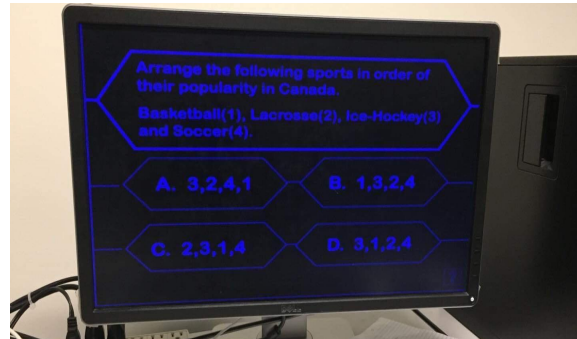 Arrange the following sports in order of
their popularity in Canada.
Basketball(1), Lacrosse(2), Ice-Hockey(3)
and Soccer(4).
A. 3,2,4,1
B. 1,3,2,4
C. 2,3,1,4
D. 3,1,2,4
DELL